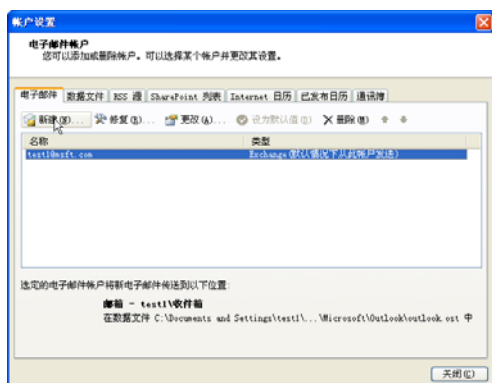 帐户设置
电子邮件帐户
您可以添加或删除帐户。可以选择某个帐户并更改其设置。
电子邮件 数据文件 RSS 源 SharePoint 列表 Internet 日历 已发布日历 通讯簿
新建(N)... 修复(R)... 更改(A)... 设为默认值(D) 删除(M)
名称 类型
test1@msft.com Exchange(默认情况下从此帐户发送)
选定的电子邮件帐户将新电子邮件传送到以下位置:
邮箱 - test1\收件箱
在数据文件 C:\Documents and Settings\test1\...\Microsoft\Outlook\outlook.ost 中
关闭(C)